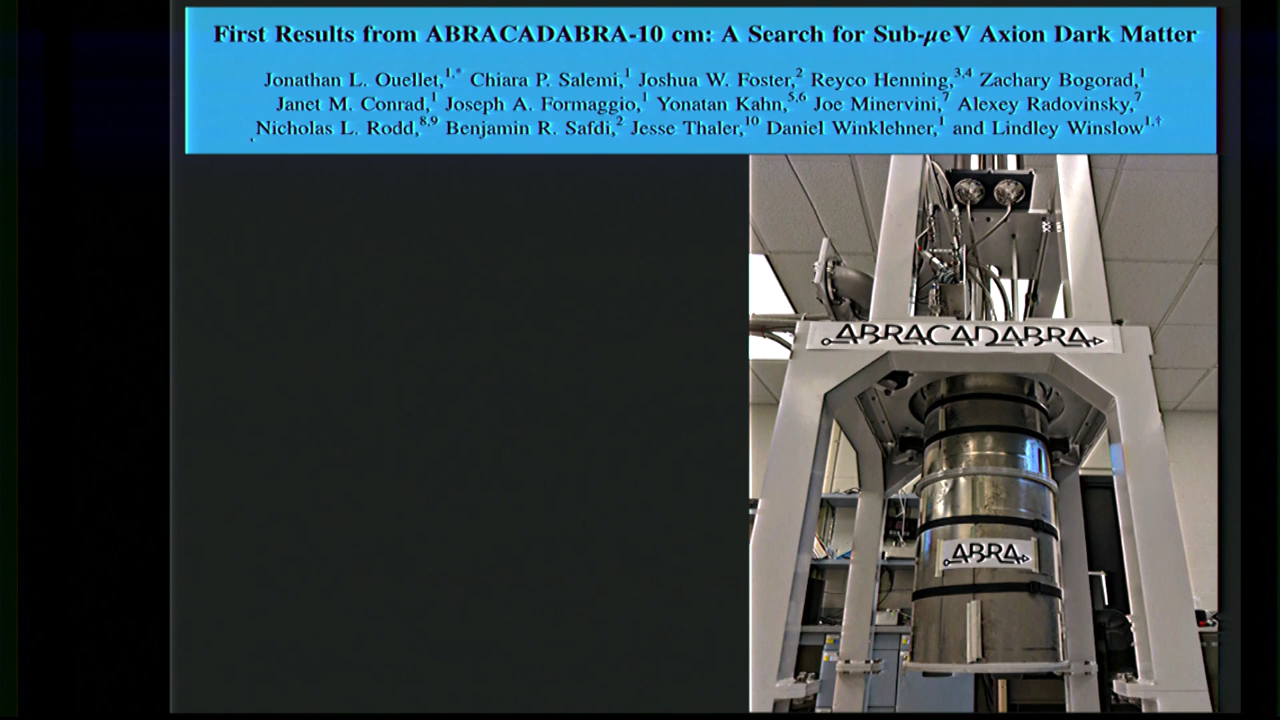 First Results from ABRACADABRA-10 cm: A Search for Sub-μeV Axion Dark Matter
Jonathan L. Ouellet,1,* Chiara P. Salemi,1 Joshua W. Foster,2 Reyco Henning,3,4 Zachary Bogorad,1
Janet M. Conrad,1 Joseph A. Formaggio,1 Yonatan Kahn,5,6 Joe Minervini,7 Alexey Radovinsky,7
Nicholas L. Rodd,8,9 Benjamin R. Safdi,2 Jesse Thaler,10 Daniel Winklehner,1 and Lindley Winslow1,†
ABRACADABRA
ABRA